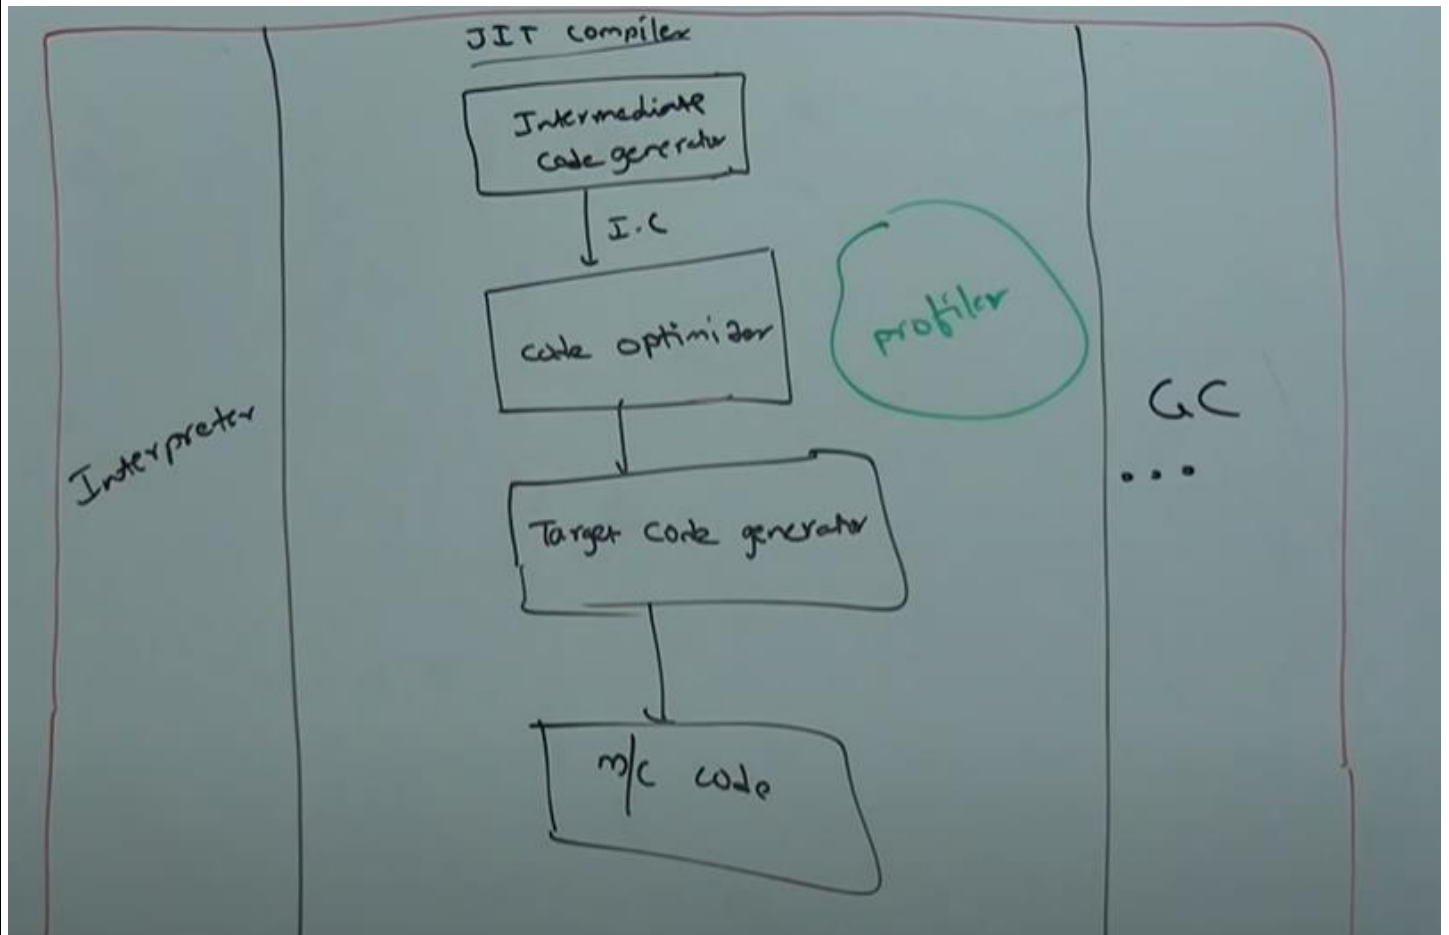 JIT compiler
Intermediate
code generator
I.C
code optimizer
profiler
Interpreter
GC
...
Target code generator
m/c code